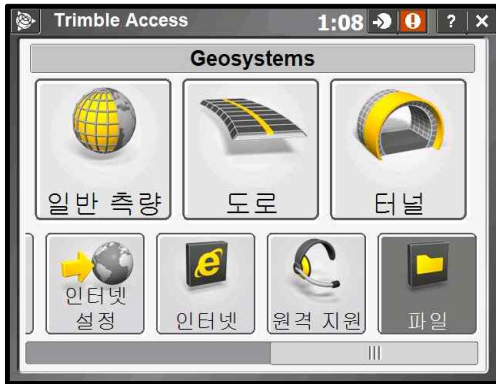 Trimble Access 1:08 ? X
Geosystems
일반 측량 도로 터널
인터넷
설정 인터넷 원격 지원 파일